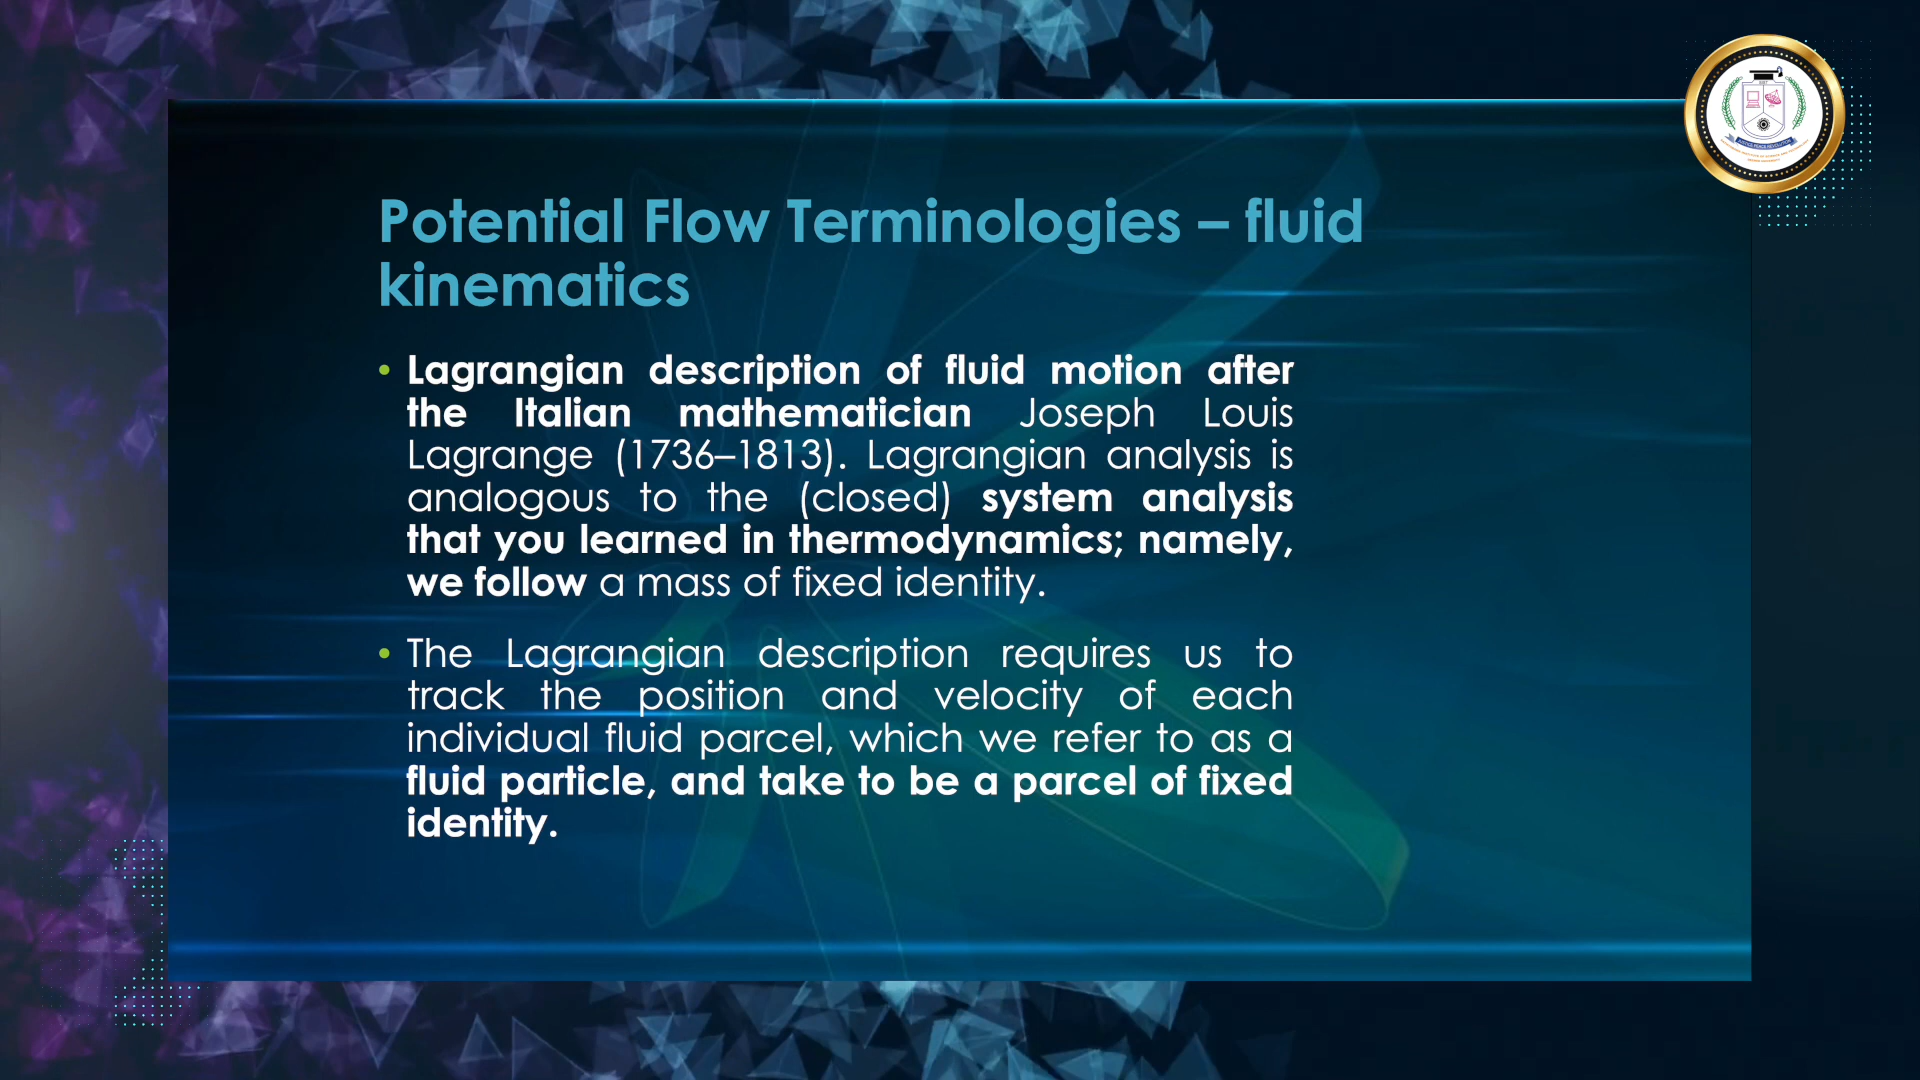 Potential Flow Terminologies – fluid
kinematics
• Lagrangian description of fluid motion after
the Italian mathematician Joseph Louis
Lagrange (1736–1813). Lagrangian analysis is
analogous to the (closed) system analysis
that you learned in thermodynamics; namely,
we follow a mass of fixed identity.
• The Lagrangian description requires us to
track the position and velocity of each
individual fluid parcel, which we refer to as a
fluid particle, and take to be a parcel of fixed
identity.